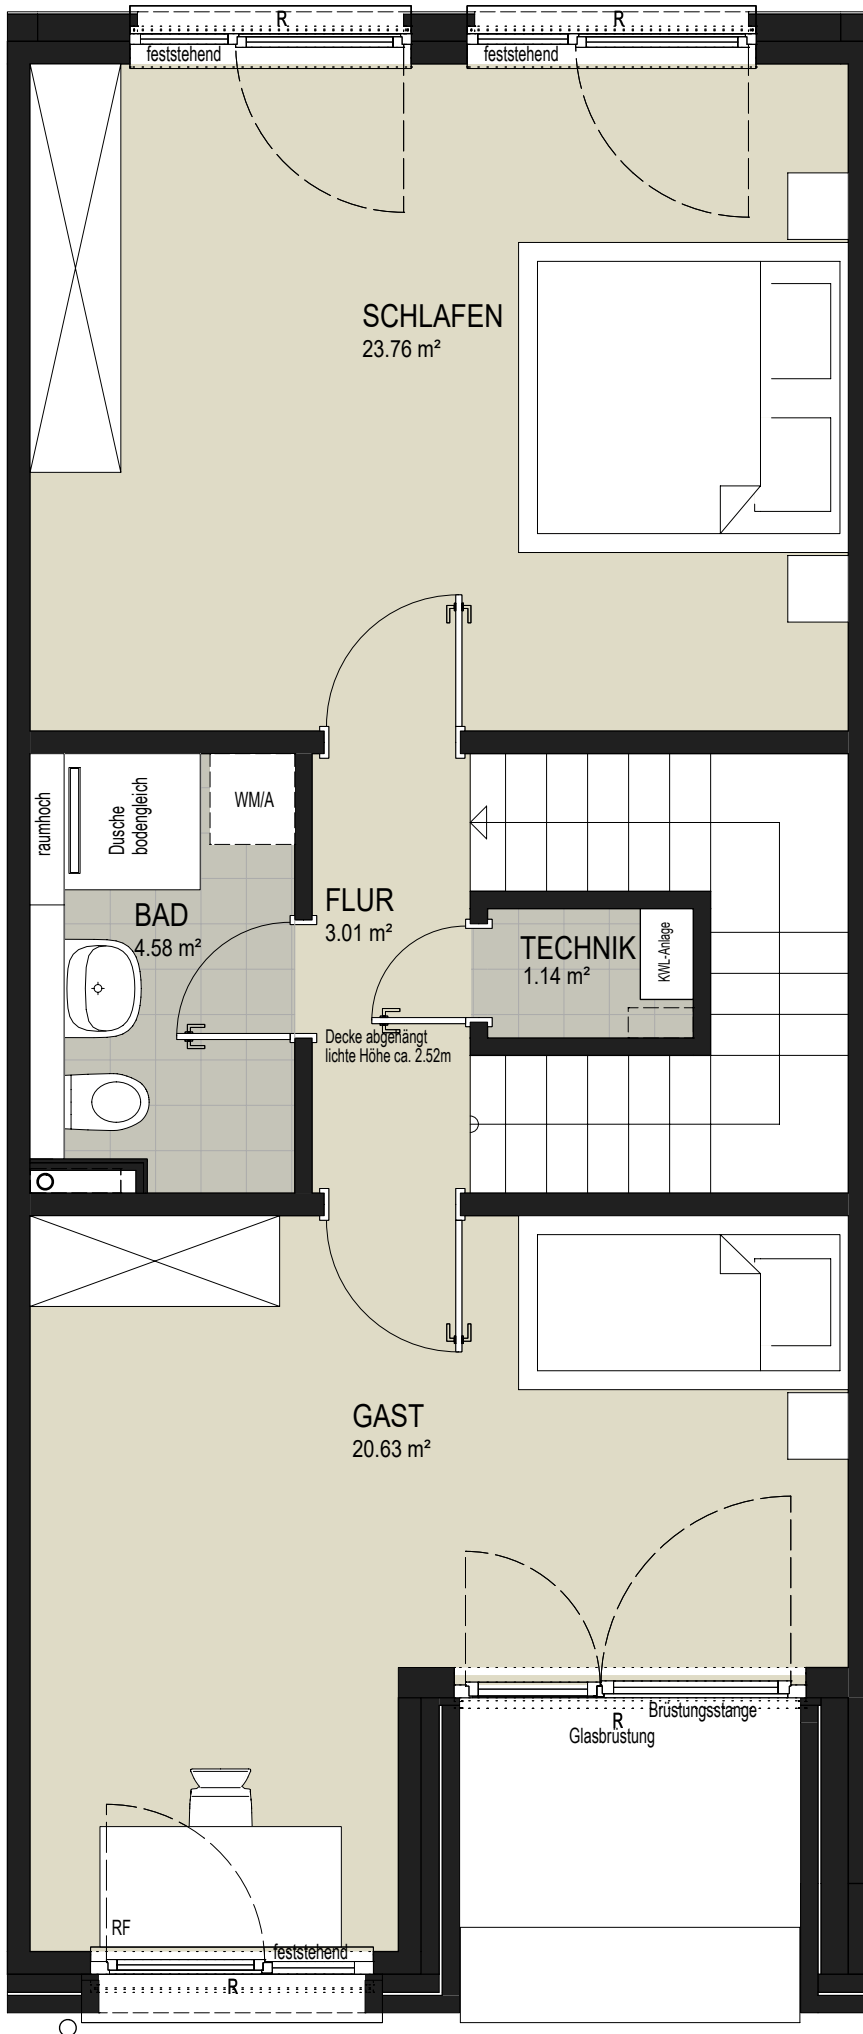 R
R
feststehend
feststehend
SCHLAFEN
23.76 m²
raumhoch
Dusche
bodengleich
WM/A
BAD
4.58 m²
FLUR
3.01 m²
TECHNIK
1.14 m²
KWL-Anlage
Decke abgehängt
lichte Höhe ca. 2.52m
GAST
20.63 m²
Brüstungsstange
R
Glasbrüstung
RF
feststehend
R